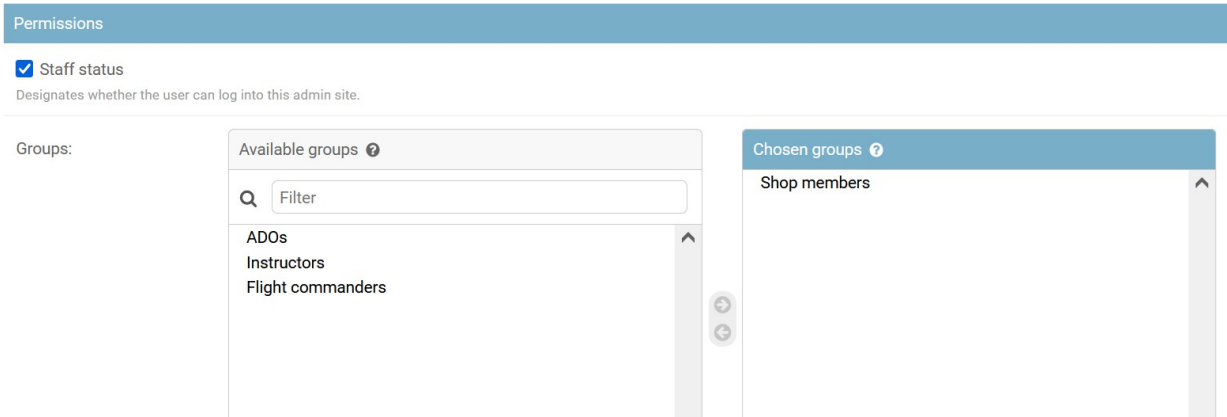 Permissions
Staff status
Designates whether the user can log into this admin site.
Groups:
Available groups
Filter
ADOs
Instructors
Flight commanders
Chosen groups
Shop members